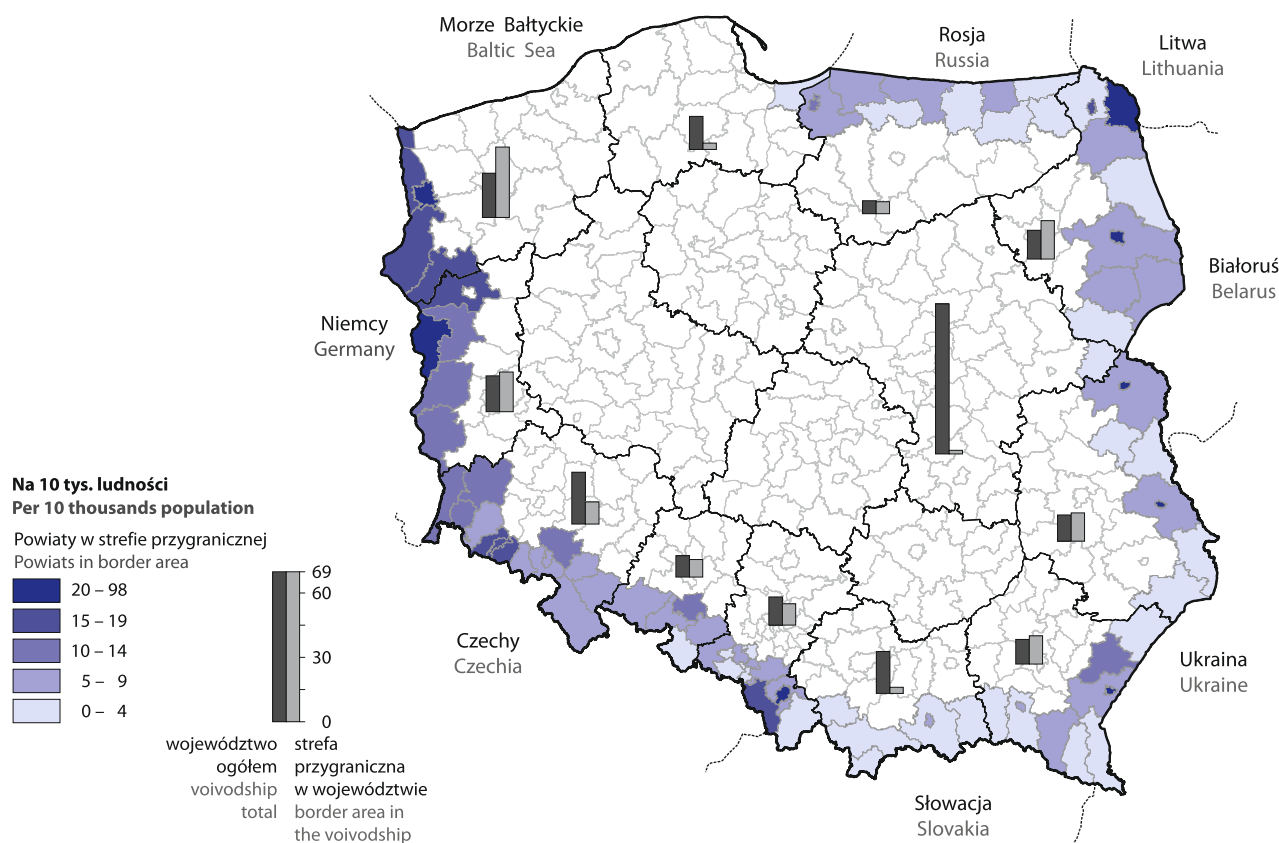 Morze Bałtyckie
Baltic Sea
Rosja
Russia
Litwa
Lithuania
Białoruś
Belarus
Niemcy
Germany
Na 10 tys. ludności
Per 10 thousands population
Powiaty w strefie przygranicznej
Powiats in border area
20 – 98
15 – 19
10 – 14
5 – 9
0 – 4
69
60
30
0
województwo
ogółem
voivodship
total
strefa
przygraniczna
w województwie
border area in
the voivodship
Czechy
Czechia
Ukraina
Ukraine
Słowacja
Slovakia